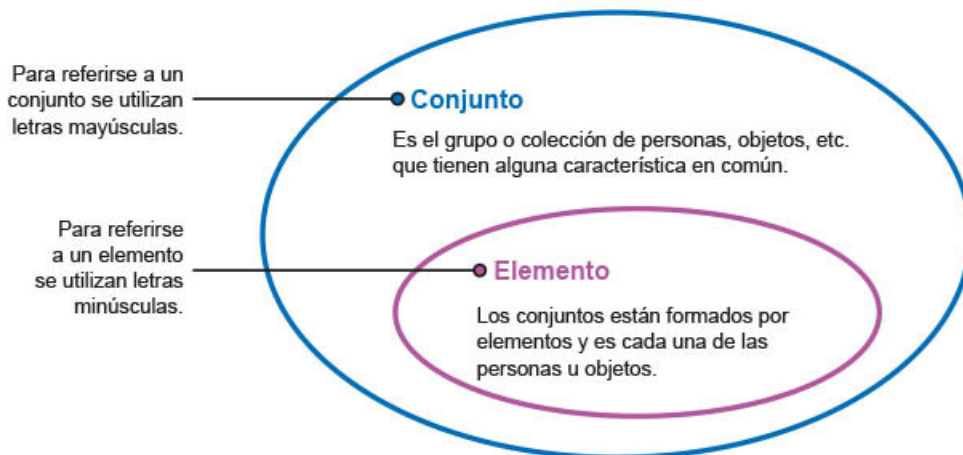 Para referirse a un
conjunto se utilizan
letras mayúsculas.
Conjunto
Es el grupo o colección de personas, objetos, etc.
que tienen alguna característica en común.
Para referirse
a un elemento
se utilizan letras
minúsculas.
Elemento
Los conjuntos están formados por
elementos y es cada una de las
personas u objetos.